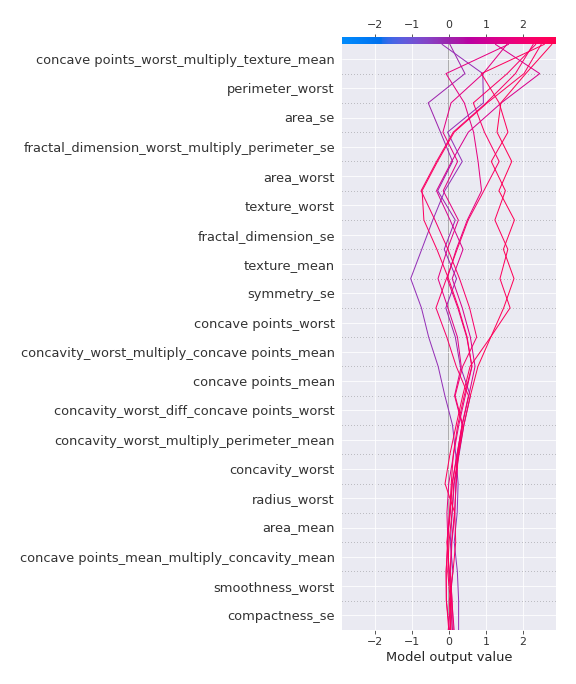 −2 −1 0 1 2
concave points_worst_multiply_texture_mean
perimeter_worst
area_se
fractal_dimension_worst_multiply_perimeter_se
area_worst
texture_worst
fractal_dimension_se
texture_mean
symmetry_se
concave points_worst
concavity_worst_multiply_concave points_mean
concave points_mean
concavity_worst_diff_concave points_worst
concavity_worst_multiply_perimeter_mean
concavity_worst
radius_worst
area_mean
concave points_mean_multiply_concavity_mean
smoothness_worst
compactness_se
−2 −1 0 1 2
Model output value